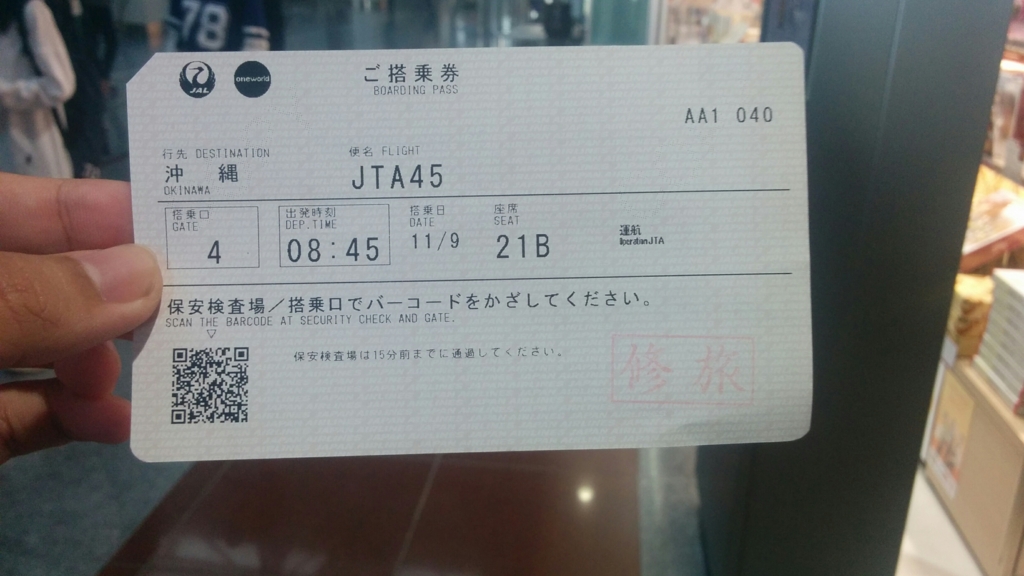 78
JAL
oneworld
ご搭乗券
BOARDING PASS
AA1 040
行先 DESTINATION
便名 FLIGHT
沖 縄
JTA45
OKINAWA
搭乗口
GATE
4
出発時刻
DEP.TIME
08:45
搭乗日
DATE
11/9
座席
SEAT
21B
運航
JTA
保安検査場/搭乗口でバーコードをかざしてください。
SCAN THE BARCODE AT SECURITY CHECK AND GATE.
保安検査場は15分前までに通過してください。
修旅